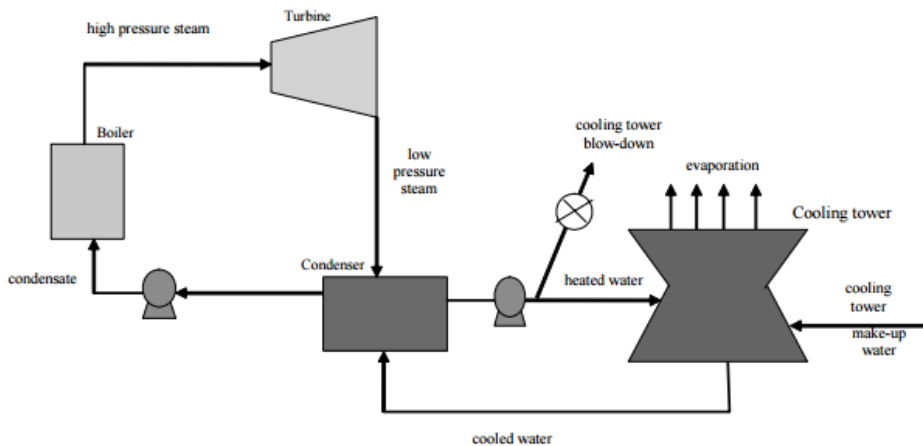 Turbine
high pressure steam
Boiler
cooling tower
blow-down
low
pressure
steam
evaporation
Cooling tower
Condenser
condensate
heated water
cooling
tower
make-up
water
cooled water